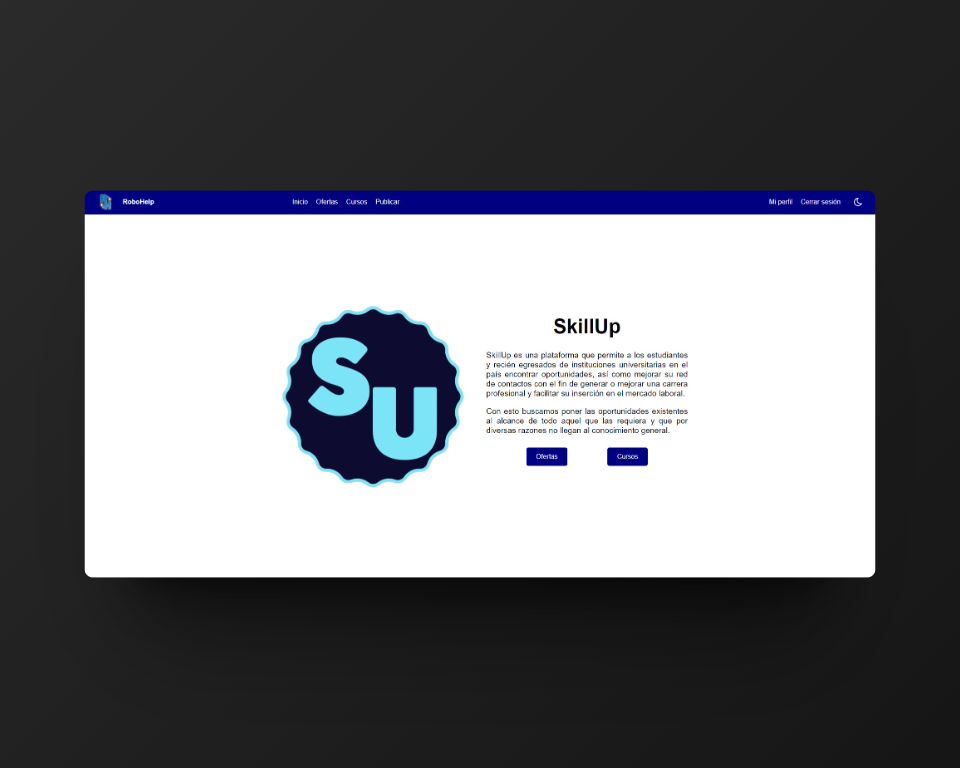 RoboHelp
Inicio Ofertas Cursos Publicar
Mi perfil Cerrar sesión
SU
SkillUp
SkillUp es una plataforma que permite a los estudiantes
y recién egresados de instituciones universitarias en el
país encontrar oportunidades, así como mejorar su red
de contactos con el fin de generar o mejorar una carrera
profesional y facilitar su inserción en el mercado laboral.
Con esto buscamos poner las oportunidades existentes
al alcance de todo aquel que las requiera y que por
diversas razones no llegan al conocimiento general.
Ofertas Cursos